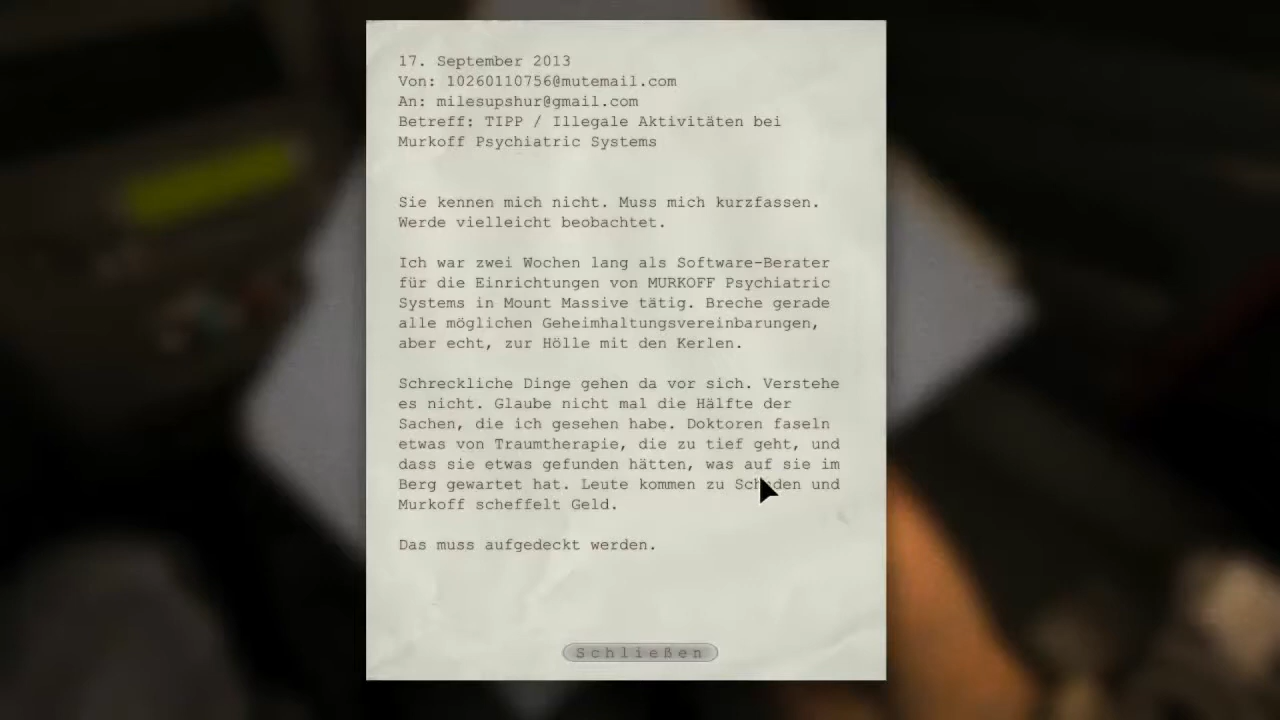 17. September 2013
Von: 10260110756@mutemail.com
An: milesupshur@gmail.com
Betreff: TIPP / Illegale Aktivitäten bei
Murkoff Psychiatric Systems
Sie kennen mich nicht. Muss mich kurzfassen.
Werde vielleicht beobachtet.
Ich war zwei Wochen lang als Software-Berater
für die Einrichtungen von MURKOFF Psychiatric
Systems in Mount Massive tätig. Breche gerade
alle möglichen Geheimhaltungsvereinbarungen,
aber echt, zur Hölle mit den Kerlen.
Schreckliche Dinge gehen da vor sich. Verstehe
es nicht. Glaube nicht mal die Hälfte der
Sachen, die ich gesehen habe. Doktoren faseln
etwas von Traumtherapie, die zu tief geht, und
dass sie etwas gefunden hätten, was auf sie im
Berg gewartet hat. Leute kommen zu Schaden und
Murkoff scheffelt Geld.
Das muss aufgedeckt werden.
Schließen